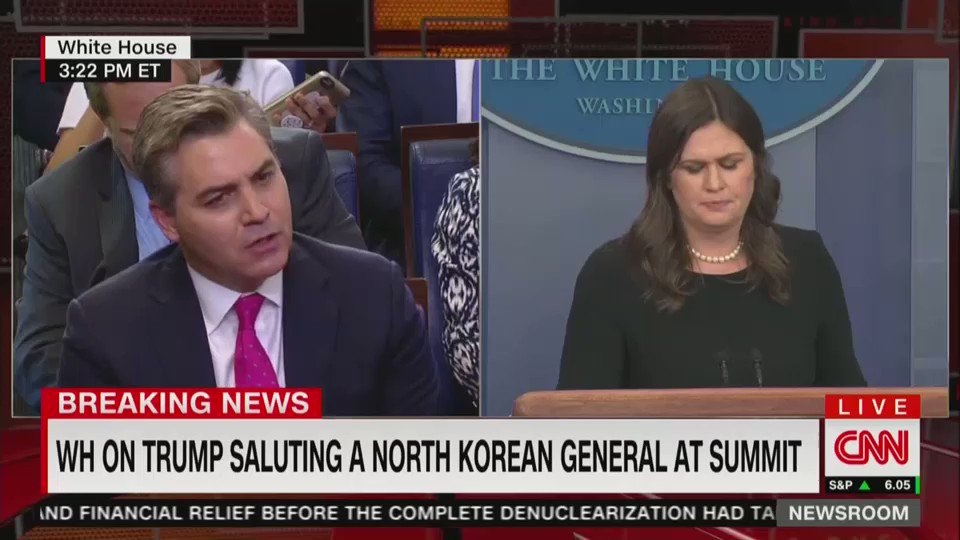 White House
3:22 PM ET
THE WHITE HOUSE
BREAKING NEWS
WH ON TRUMP SALUTING A NORTH KOREAN GENERAL AT SUMMIT
LIVE
CNN
S&P ▲ 6.05
AND FINANCIAL RELIEF BEFORE THE COMPLETE DENUCLEARIZATION HAD TA
NEWSROOM